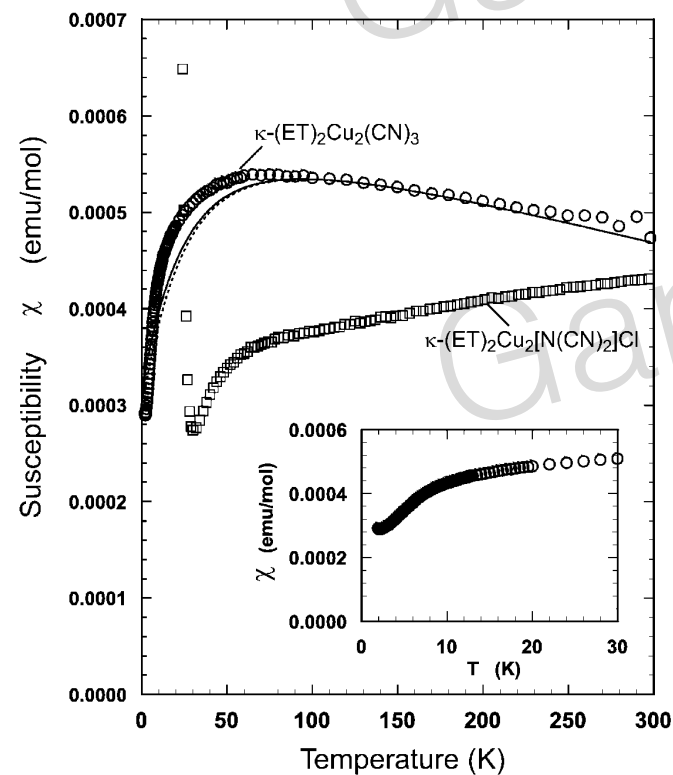 0.0007
0.0006
0.0005
0.0004
0.0003
0.0002
0.0001
0.0000
Susceptibility χ (emu/mol)
κ-(ET)₂Cu₂(CN)₃
κ-(ET)₂Cu₂[N(CN)₂]Cl
0.0006
0.0004
0.0002
0.0000
χ (emu/mol)
0 10 20 30
T (K)
0 50 100 150 200 250 300
Temperature (K)